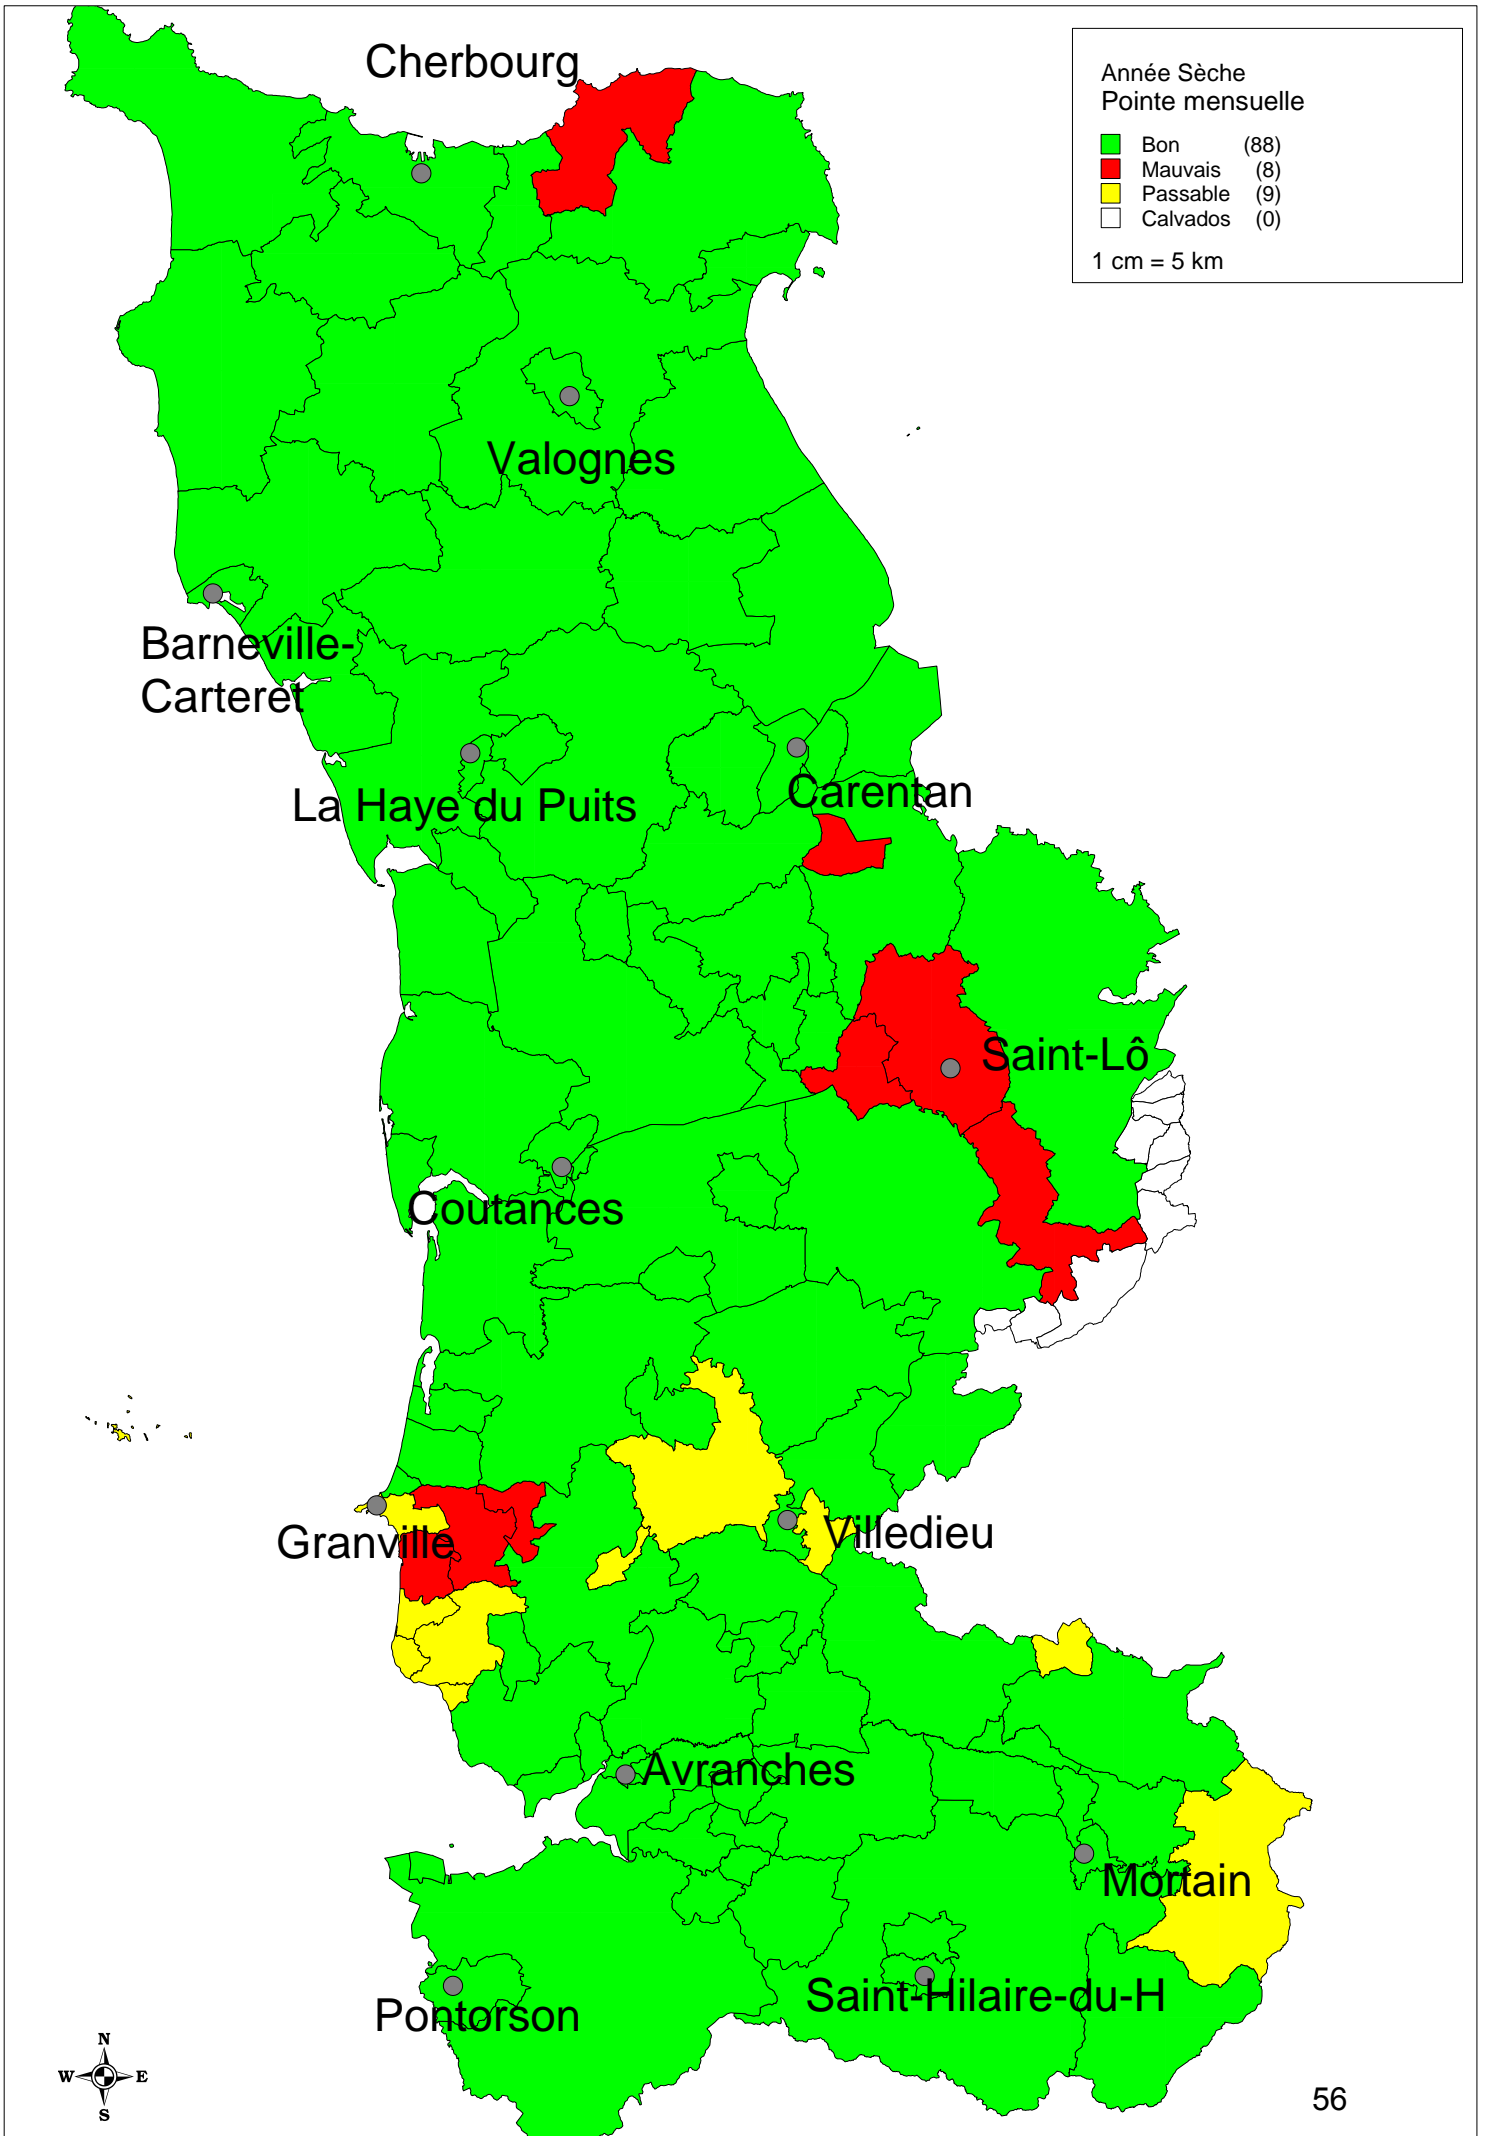 Cherbourg
Année Sèche
Pointe mensuelle
Bon (88)
Mauvais (8)
Passable (9)
Calvados (0)
1 cm = 5 km
Valognes
Barneville-
Carteret
La Haye du Puits
Carentan
Saint-Lô
Coutances
Granville
Villedieu
Avranches
Mortain
Saint-Hilaire-du-H
Pontorson
N
W E
S
56